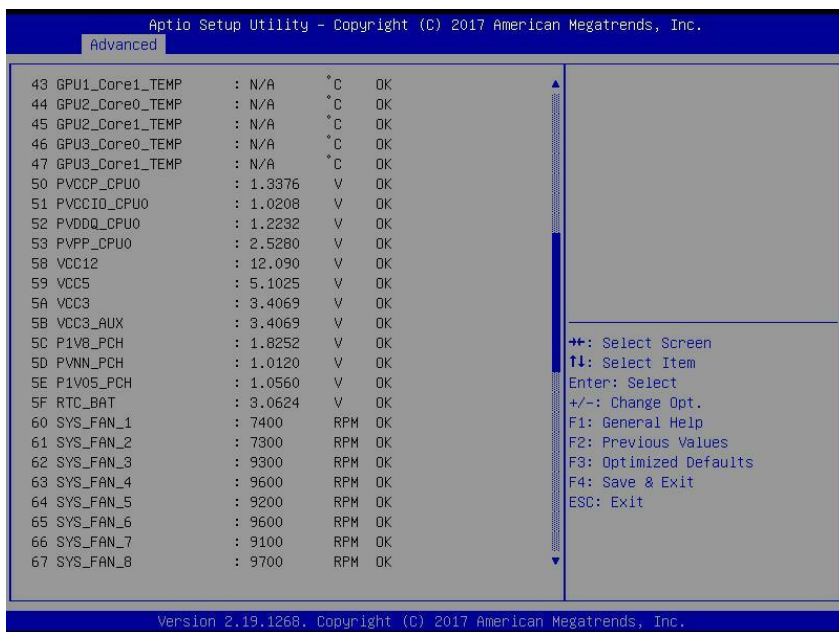 Aptio Setup Utility – Copyright (C) 2017 American Megatrends, Inc.
Advanced
43 GPU1_Core1_TEMP : N/A °C OK
44 GPU2_Core0_TEMP : N/A °C OK
45 GPU2_Core1_TEMP : N/A °C OK
46 GPU3_Core0_TEMP : N/A °C OK
47 GPU3_Core1_TEMP : N/A °C OK
50 PVCCP_CPU0 : 1.3376 V OK
51 PVCCIO_CPU0 : 1.0208 V OK
52 PVDDQ_CPU0 : 1.2232 V OK
53 PVPP_CPU0 : 2.5280 V OK
58 VCC12 : 12.090 V OK
59 VCC5 : 5.1025 V OK
5A VCC3 : 3.4069 V OK
5B VCC3_AUX : 3.4069 V OK
5C P1V8_PCH : 1.8252 V OK
5D PVNN_PCH : 1.0120 V OK
5E P1V05_PCH : 1.0560 V OK
5F RTC_BAT : 3.0624 V OK
60 SYS_FAN_1 : 7400 RPM OK
61 SYS_FAN_2 : 7300 RPM OK
62 SYS_FAN_3 : 9300 RPM OK
63 SYS_FAN_4 : 9600 RPM OK
64 SYS_FAN_5 : 9200 RPM OK
65 SYS_FAN_6 : 9600 RPM OK
66 SYS_FAN_7 : 9100 RPM OK
67 SYS_FAN_8 : 9700 RPM OK
→←: Select Screen
↑↓: Select Item
Enter: Select
+/-: Change Opt.
F1: General Help
F2: Previous Values
F3: Optimized Defaults
F4: Save & Exit
ESC: Exit
Version 2.19.1268. Copyright (C) 2017 American Megatrends, Inc.